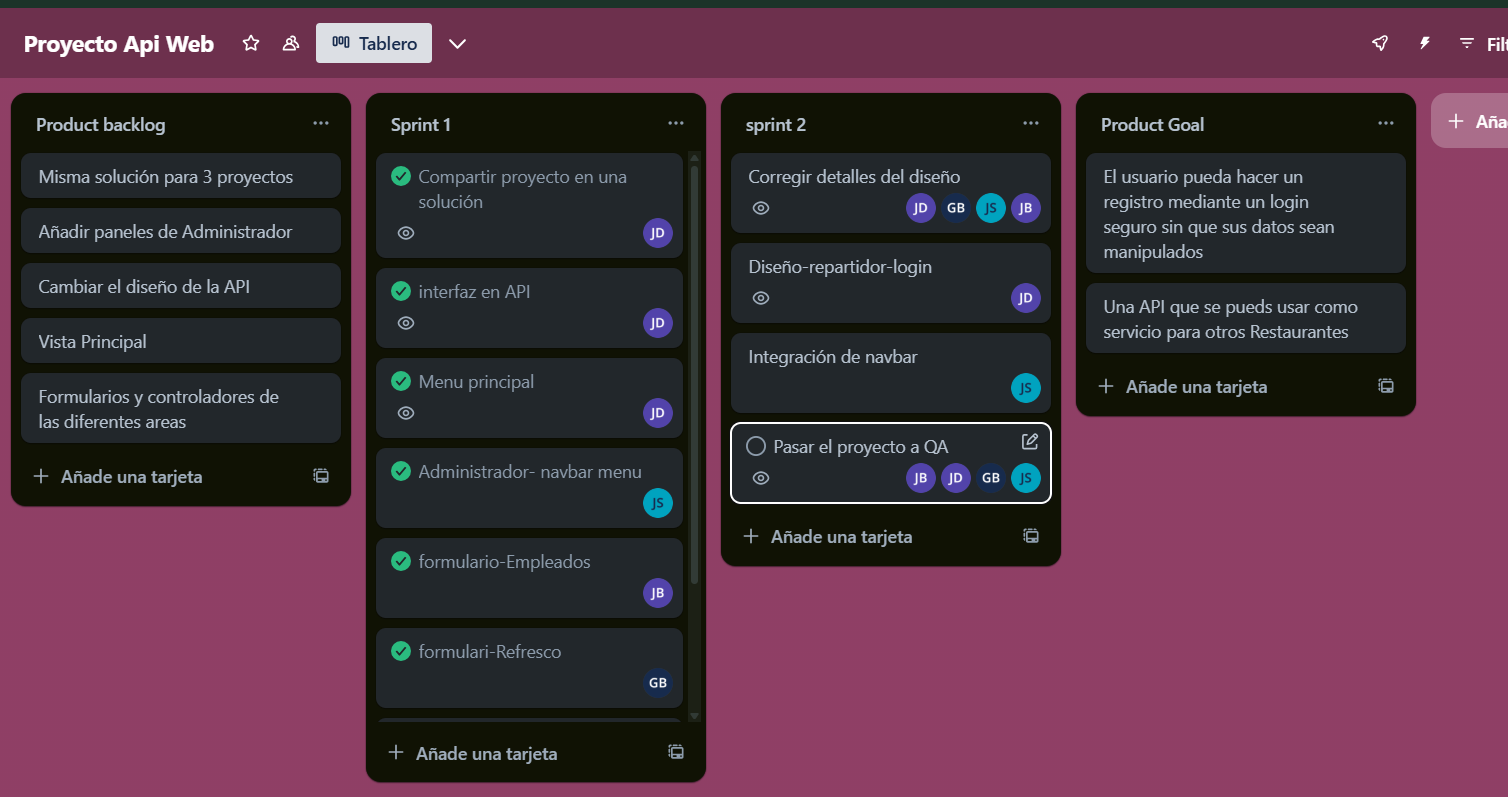 Proyecto Api Web
Tablero
Product backlog
Misma solución para 3 proyectos
Añadir paneles de Administrador
Cambiar el diseño de la API
Vista Principal
Formularios y controladores de
las diferentes areas
Añade una tarjeta
Sprint 1
Compartir proyecto en una
solución
JD
interfaz en API
JD
Menu principal
JD
Administrador- navbar menu
JS
formulario-Empleados
JB
formulari-Refresco
GB
Añade una tarjeta
sprint 2
Corregir detalles del diseño
JD GB JS JB
Diseño-repartidor-login
JD
Integración de navbar
JS
Pasar el proyecto a QA
JB JD GB JS
Añade una tarjeta
Product Goal
El usuario pueda hacer un
registro mediante un login
seguro sin que sus datos sean
manipulados
Una API que se pueds usar como
servicio para otros Restaurantes
Añade una tarjeta